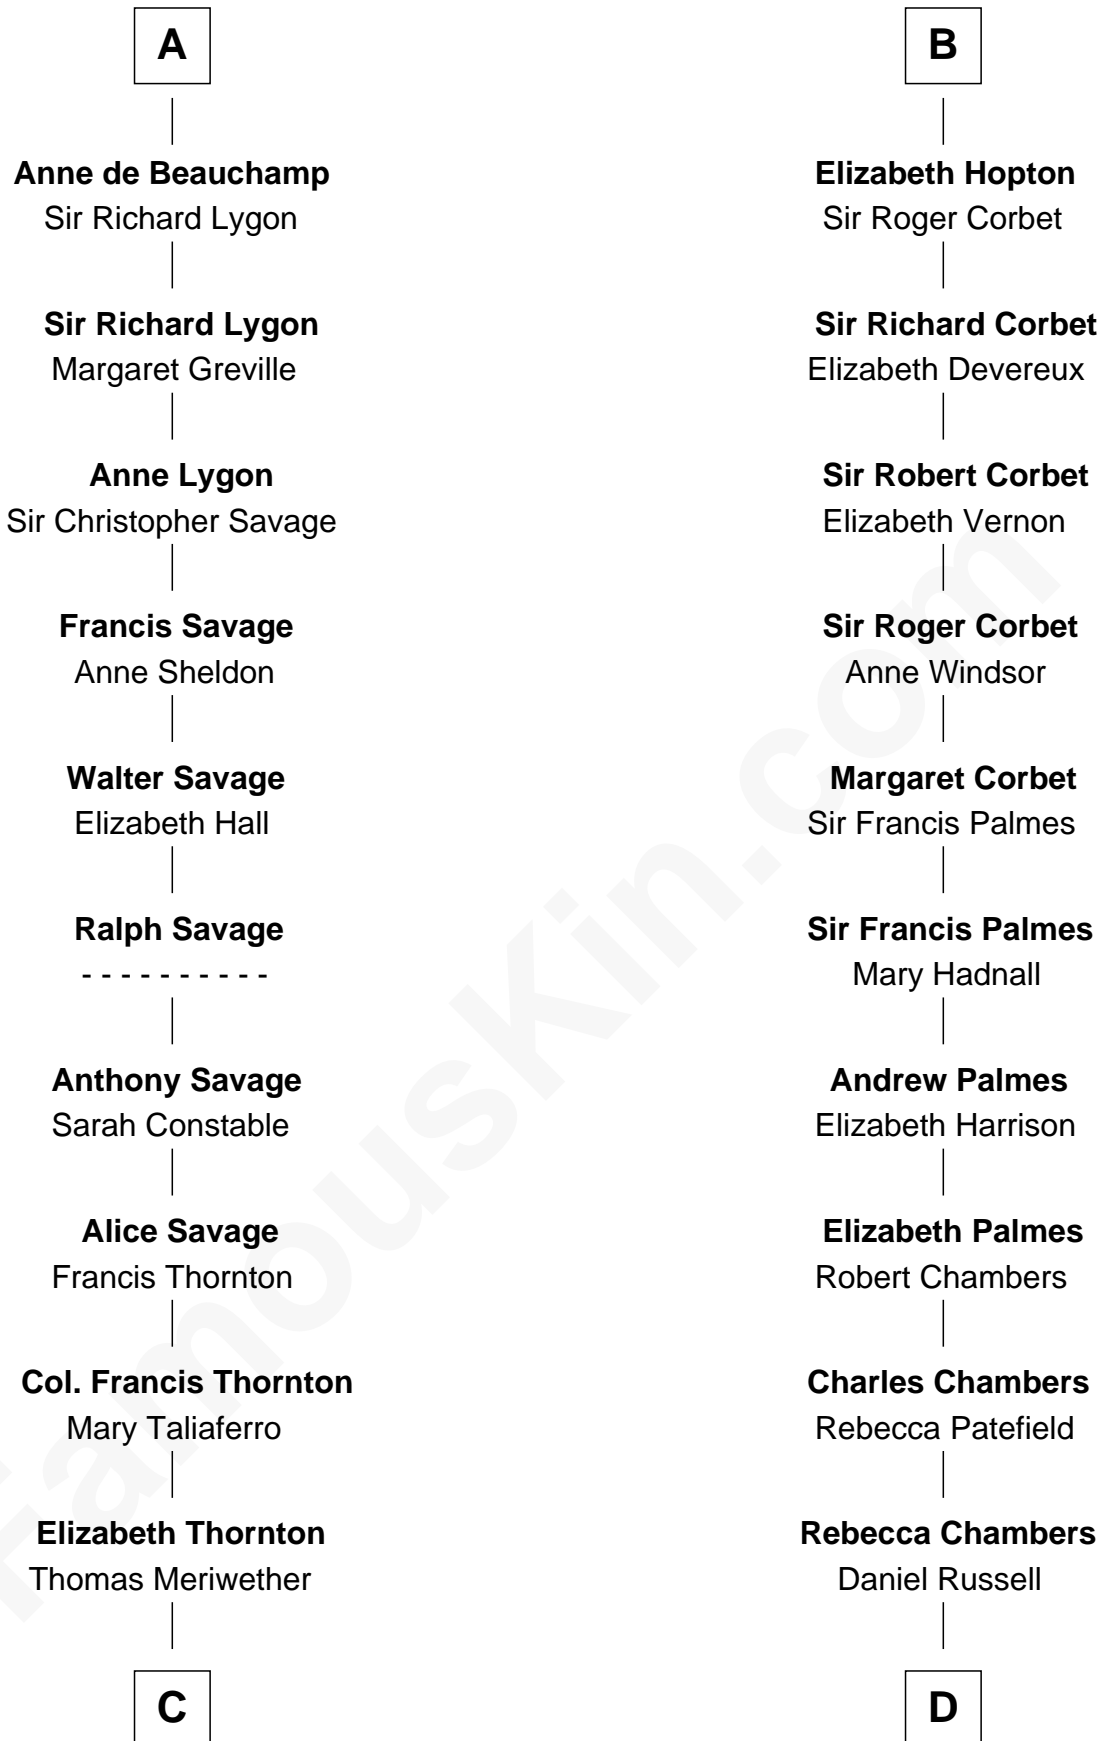 A
Anne de Beauchamp
Sir Richard Lygon
Sir Richard Lygon
Margaret Greville
Anne Lygon
Sir Christopher Savage
Francis Savage
Anne Sheldon
Walter Savage
Elizabeth Hall
Ralph Savage
- - - - - - - - - -
Anthony Savage
Sarah Constable
Alice Savage
Francis Thornton
Col. Francis Thornton
Mary Taliaferro
Elizabeth Thornton
Thomas Meriwether
C
B
Elizabeth Hopton
Sir Roger Corbet
Sir Richard Corbet
Elizabeth Devereux
Sir Robert Corbet
Elizabeth Vernon
Sir Roger Corbet
Anne Windsor
Margaret Corbet
Sir Francis Palmes
Sir Francis Palmes
Mary Hadnall
Andrew Palmes
Elizabeth Harrison
Elizabeth Palmes
Robert Chambers
Charles Chambers
Rebecca Patefield
Rebecca Chambers
Daniel Russell
D
FamousKin.com